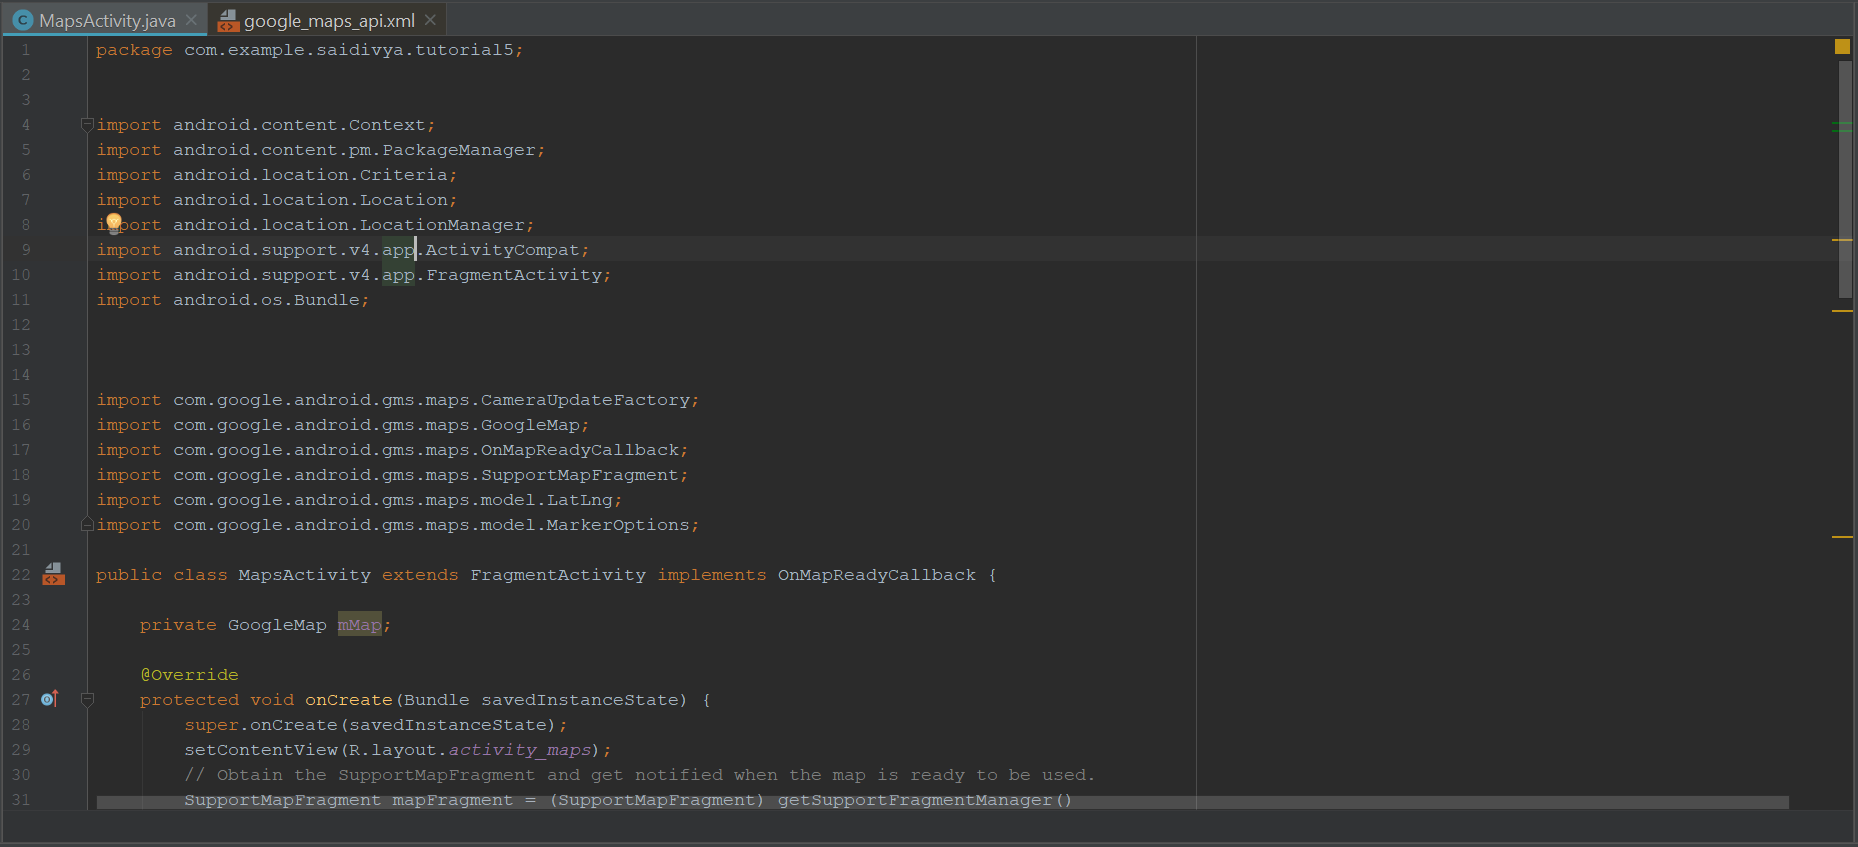 MapsActivity.java google_maps_api.xml
1 package com.example.saidivya.tutorial5;
2
3
4 import android.content.Context;
5 import android.content.pm.PackageManager;
6 import android.location.Criteria;
7 import android.location.Location;
8 import android.location.LocationManager;
9 import android.support.v4.app.ActivityCompat;
10 import android.support.v4.app.FragmentActivity;
11 import android.os.Bundle;
12
13
14
15 import com.google.android.gms.maps.CameraUpdateFactory;
16 import com.google.android.gms.maps.GoogleMap;
17 import com.google.android.gms.maps.OnMapReadyCallback;
18 import com.google.android.gms.maps.SupportMapFragment;
19 import com.google.android.gms.maps.model.LatLng;
20 import com.google.android.gms.maps.model.MarkerOptions;
21
22 public class MapsActivity extends FragmentActivity implements OnMapReadyCallback {
23
24 private GoogleMap mMap;
25
26 @Override
27 protected void onCreate(Bundle savedInstanceState) {
28 super.onCreate(savedInstanceState);
29 setContentView(R.layout.activity_maps);
30 // Obtain the SupportMapFragment and get notified when the map is ready to be used.
31 SupportMapFragment mapFragment = (SupportMapFragment) getSupportFragmentManager()